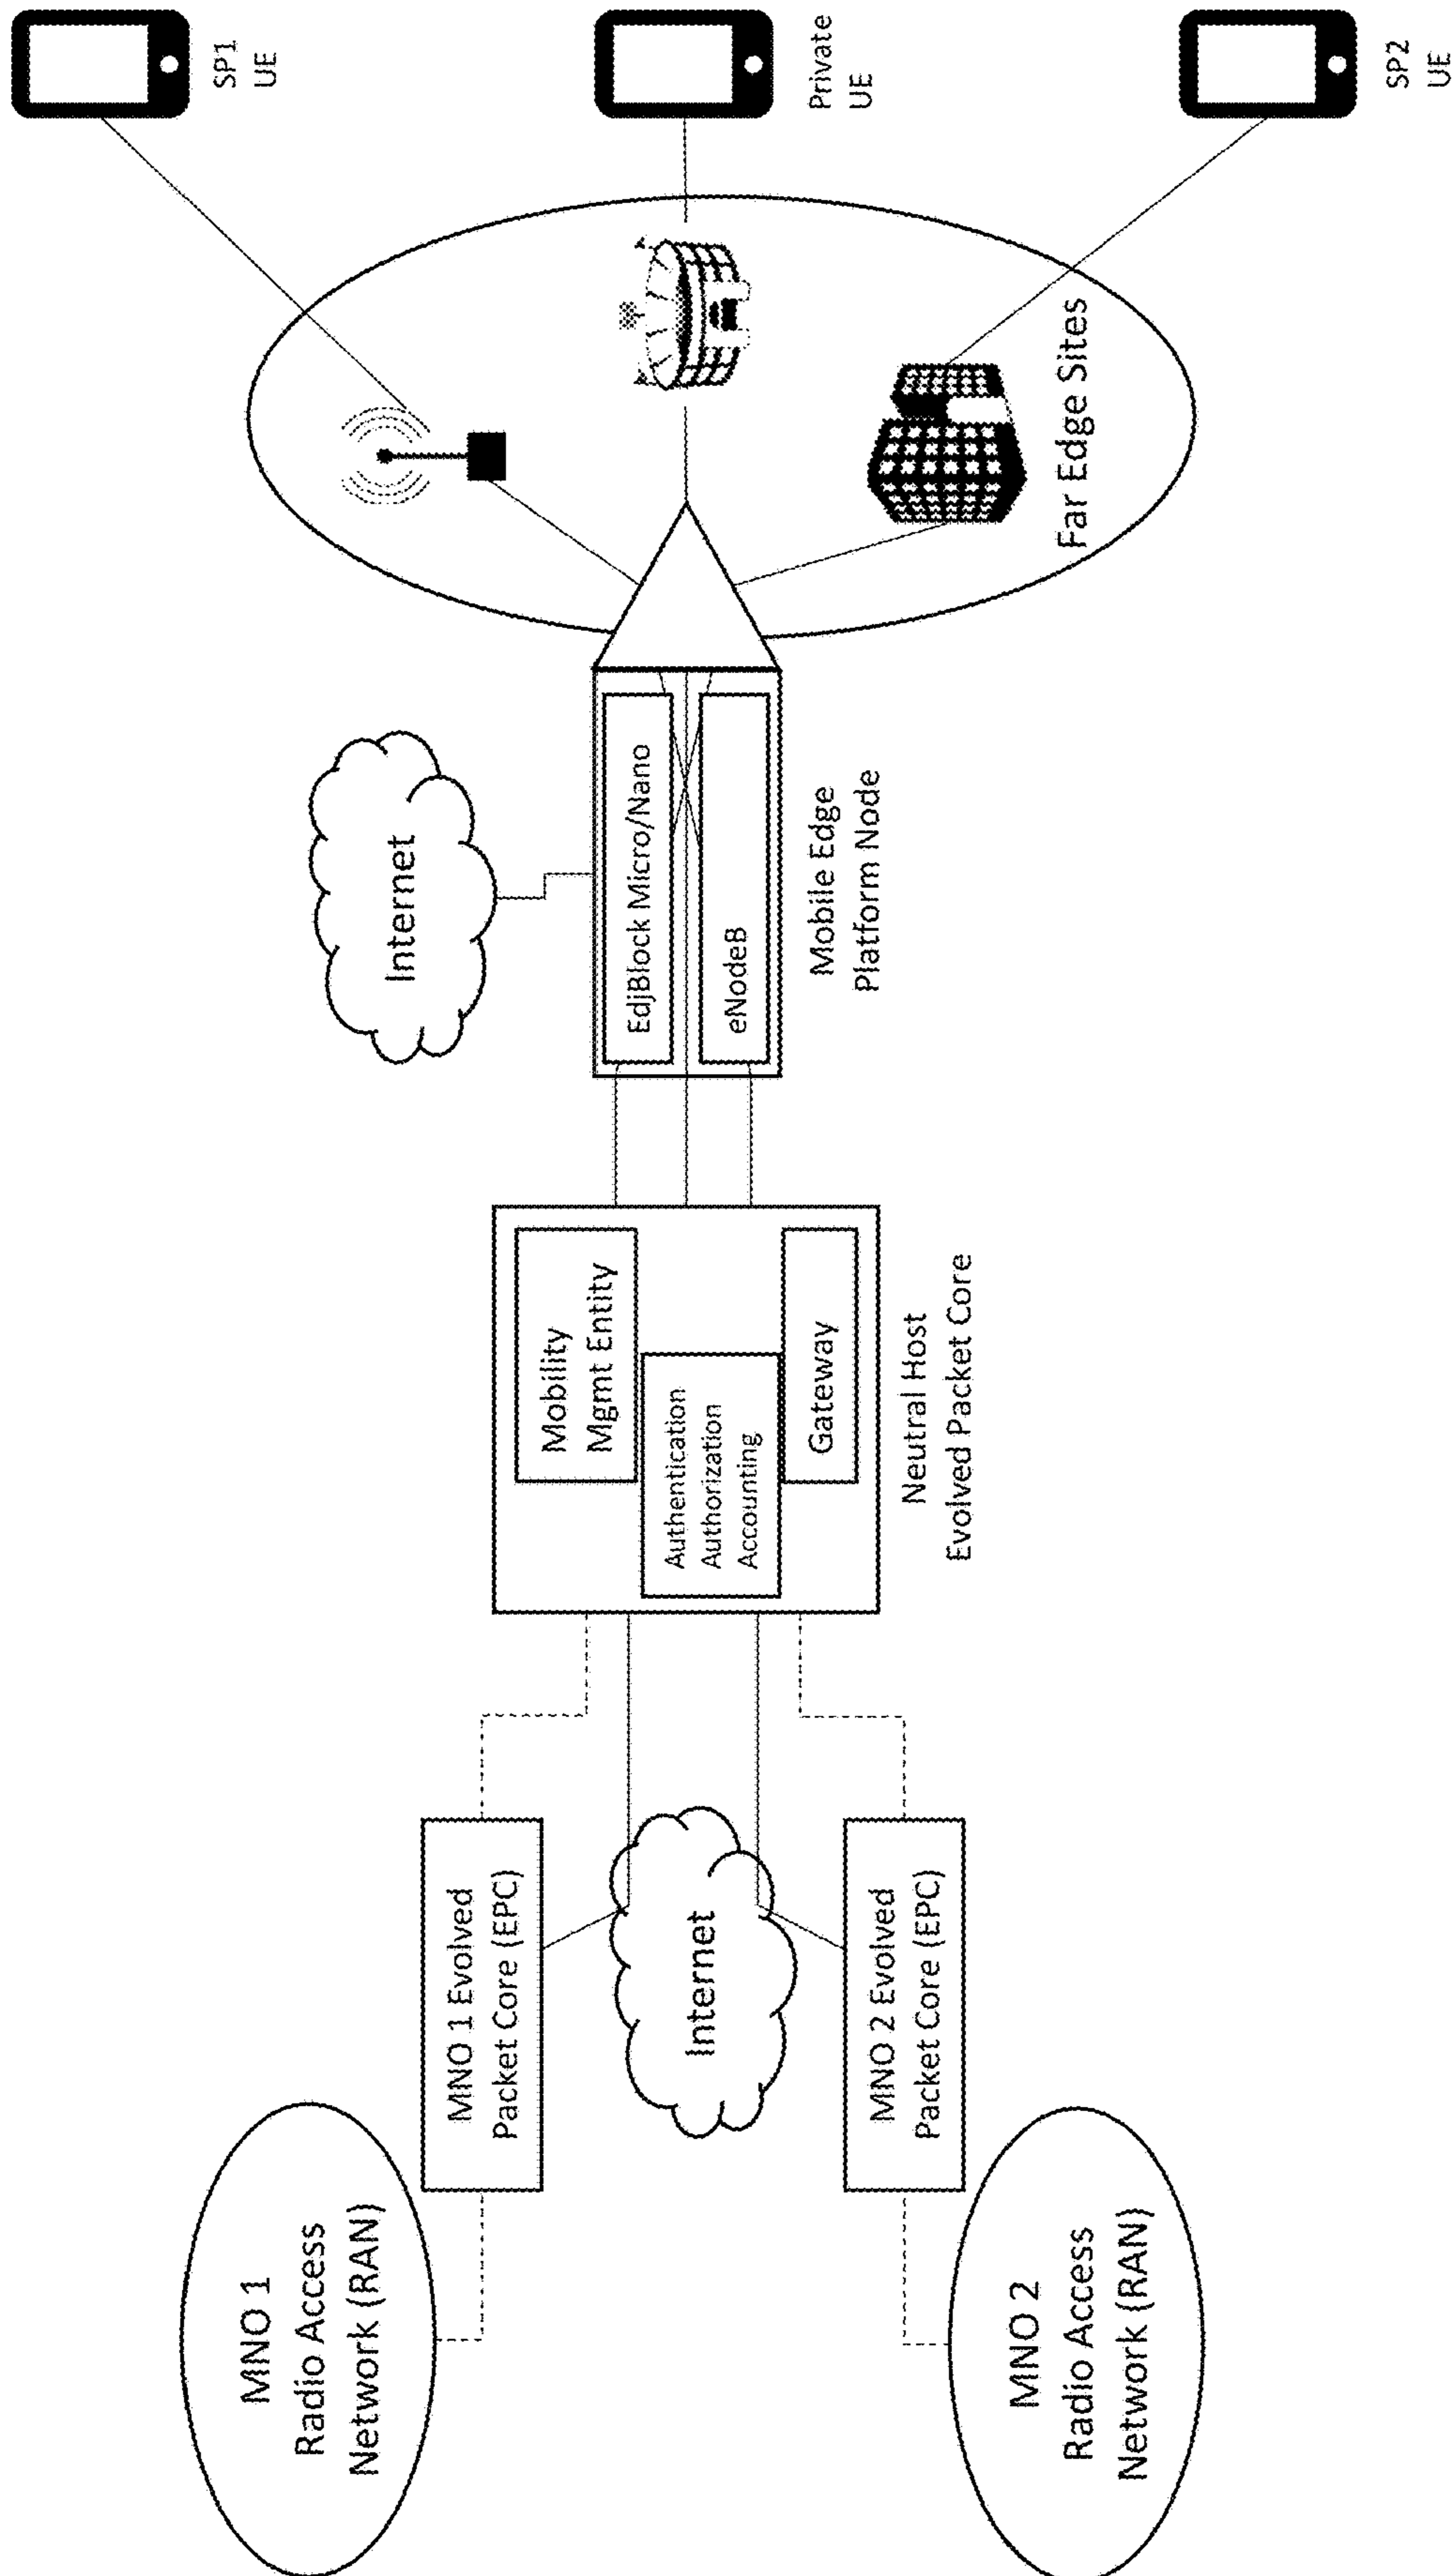 MNO 1
Radio Access
Network (RAN)
MNO 1 Evolved
Packet Core (EPC)
Internet
MNO 2 Evolved
Packet Core (EPC)
MNO 2
Radio Access
Network (RAN)
Mobility
Mgmt Entity
Authentication
Authorization
Accounting
Gateway
Neutral Host
Evolved Packet Core
Internet
EdjBlock Micro/Nano
eNodeB
Mobile Edge
Platform Node
Far Edge Sites
SP1
UE
Private
UE
SP2
UE